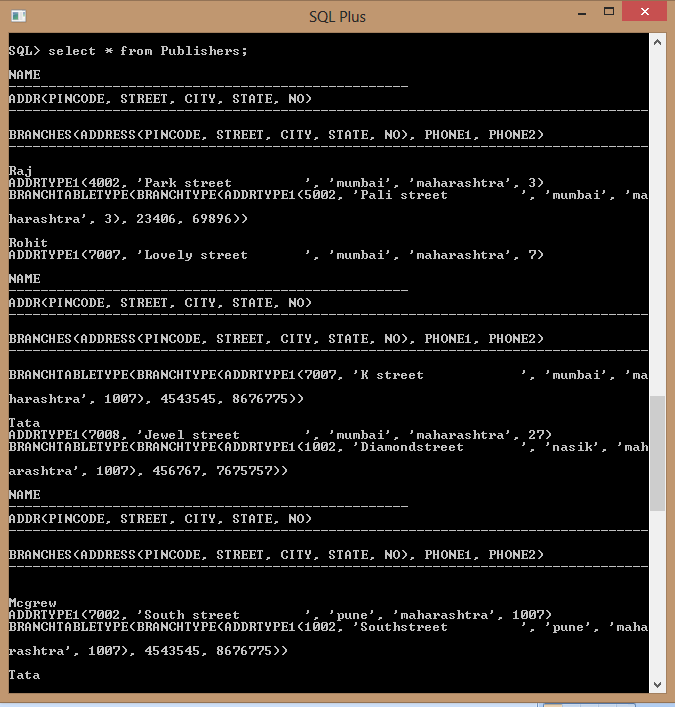 SQL Plus
SQL> select * from Publishers;
NAME
--------------------------------------------------
ADDR(PINCODE, STREET, CITY, STATE, NO)
--------------------------------------------------------------------------------
BRANCHES(ADDRESS(PINCODE, STREET, CITY, STATE, NO), PHONE1, PHONE2)
--------------------------------------------------------------------------------
Raj
ADDRTYPE1(4002, 'Park street         ', 'mumbai', 'maharashtra', 3)
BRANCHTABLETYPE(BRANCHTYPE(ADDRTYPE1(5002, 'Pali street         ', 'mumbai', 'ma
harashtra', 3), 23406, 69896))
Rohit
ADDRTYPE1(7007, 'Lovely street       ', 'mumbai', 'maharashtra', 7)
NAME
--------------------------------------------------
ADDR(PINCODE, STREET, CITY, STATE, NO)
--------------------------------------------------------------------------------
BRANCHES(ADDRESS(PINCODE, STREET, CITY, STATE, NO), PHONE1, PHONE2)
--------------------------------------------------------------------------------
BRANCHTABLETYPE(BRANCHTYPE(ADDRTYPE1(7007, 'K street            ', 'mumbai', 'ma
harashtra', 1007), 4543545, 8676775))
Tata
ADDRTYPE1(7008, 'Jewel street        ', 'mumbai', 'maharashtra', 27)
BRANCHTABLETYPE(BRANCHTYPE(ADDRTYPE1(1002, 'Diamondstreet       ', 'nasik', 'mah
arashtra', 1007), 456767, 7675757))
NAME
--------------------------------------------------
ADDR(PINCODE, STREET, CITY, STATE, NO)
--------------------------------------------------------------------------------
BRANCHES(ADDRESS(PINCODE, STREET, CITY, STATE, NO), PHONE1, PHONE2)
--------------------------------------------------------------------------------
Mcgrew
ADDRTYPE1(7002, 'South street        ', 'pune', 'maharashtra', 1007)
BRANCHTABLETYPE(BRANCHTYPE(ADDRTYPE1(1002, 'Southstreet         ', 'pune', 'maha
rashtra', 1007), 4543545, 8676775))
Tata